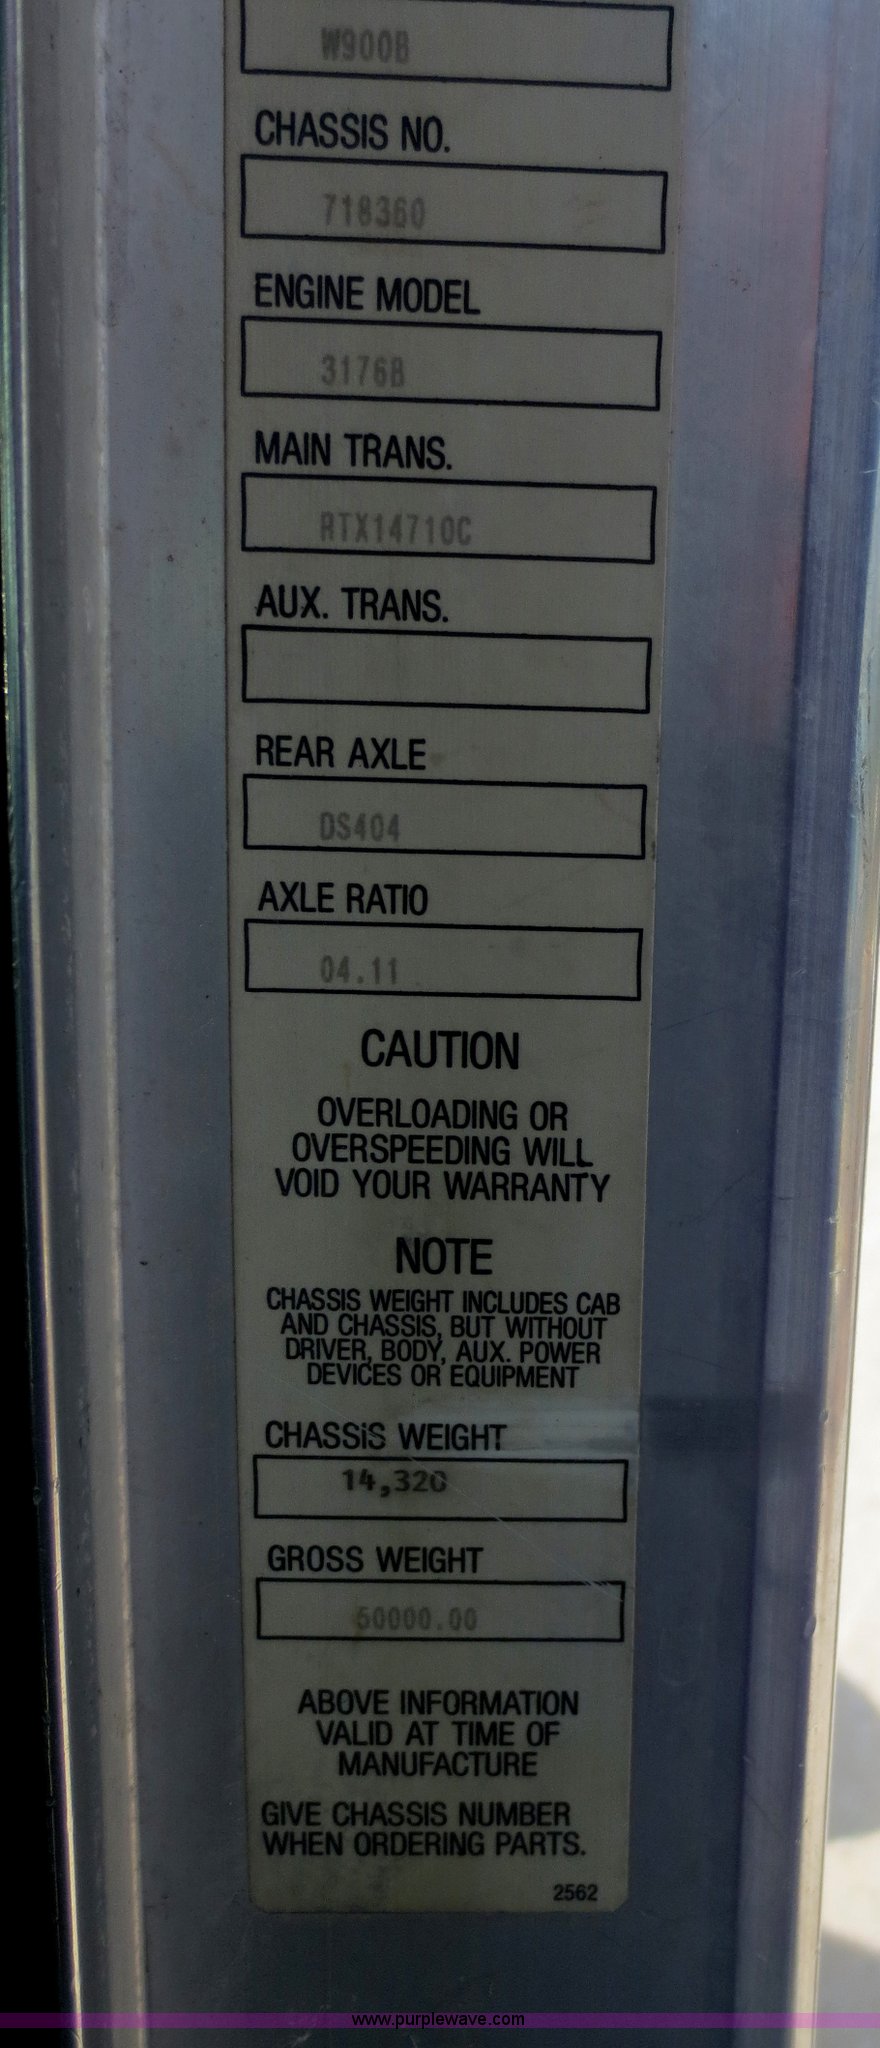 W900B
CHASSIS NO.
718360
ENGINE MODEL
3176B
MAIN TRANS.
RTX14710C
AUX. TRANS.
REAR AXLE
DS404
AXLE RATIO
04.11
CAUTION
OVERLOADING OR
OVERSPEEDING WILL
VOID YOUR WARRANTY
NOTE
CHASSIS WEIGHT INCLUDES CAB
AND CHASSIS, BUT WITHOUT
DRIVER, BODY, AUX. POWER
DEVICES OR EQUIPMENT
CHASSiS WEIGHT
14,320
GROSS WEIGHT
50000.00
ABOVE INFORMATION
VALID AT TIME OF
MANUFACTURE
GIVE CHASSIS NUMBER
WHEN ORDERING PARTS.
2562
www.purplewave.com